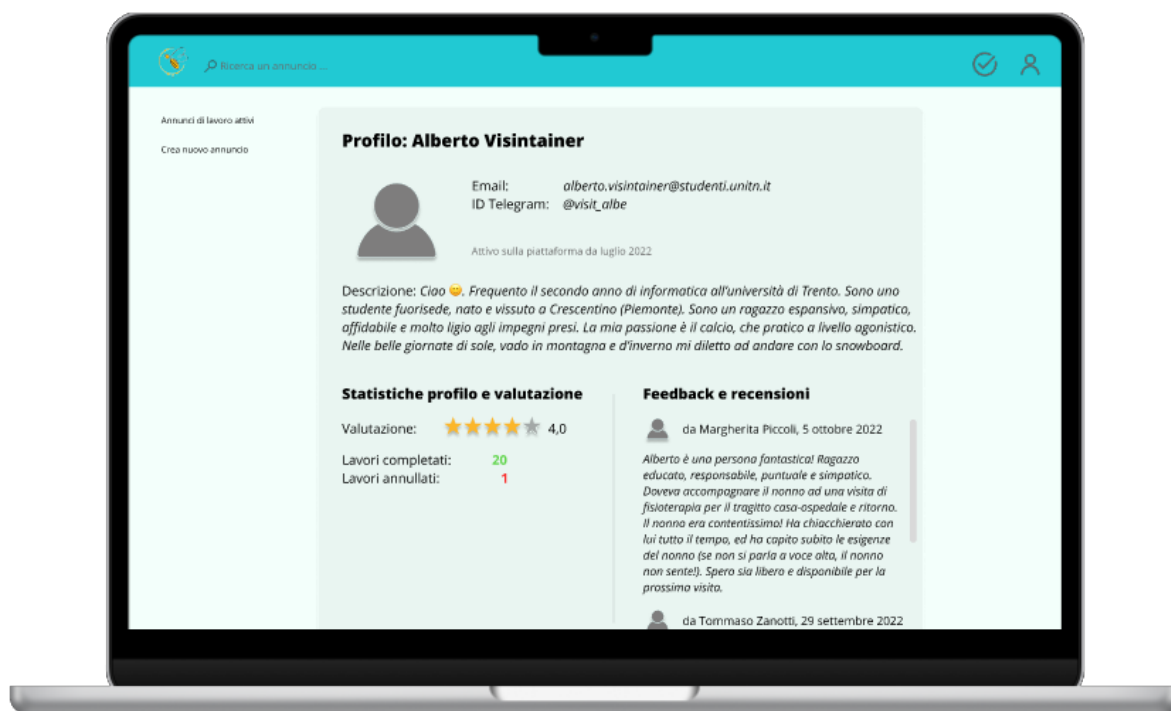 Ricerca un annuncio ...
Annunci di lavoro attivi
Crea nuovo annuncio
Profilo: Alberto Visintainer
Email: alberto.visintainer@studenti.unitn.it
ID Telegram: @visit_albe
Attivo sulla piattaforma da luglio 2022
Descrizione: Ciao 😀. Frequento il secondo anno di informatica all'università di Trento. Sono uno
studente fuorisede, nato e vissuto a Crescentino (Piemonte). Sono un ragazzo espansivo, simpatico,
affidabile e molto ligio agli impegni presi. La mia passione è il calcio, che pratico a livello agonistico.
Nelle belle giornate di sole, vado in montagna e d'inverno mi diletto ad andare con lo snowboard.
Statistiche profilo e valutazione
Valutazione: 4,0
Lavori completati: 20
Lavori annullati: 1
Feedback e recensioni
da Margherita Piccoli, 5 ottobre 2022
Alberto è una persona fantastica! Ragazzo
educato, responsabile, puntuale e simpatico.
Doveva accompagnare il nonno ad una visita di
fisioterapia per il tragitto casa-ospedale e ritorno.
Il nonno era contentissimo! Ha chiacchierato con
lui tutto il tempo, ed ha capito subito le esigenze
del nonno (se non si parla a voce alta, il nonno
non sente!). Spero sia libero e disponibile per la
prossima visita.
da Tommaso Zanotti, 29 settembre 2022